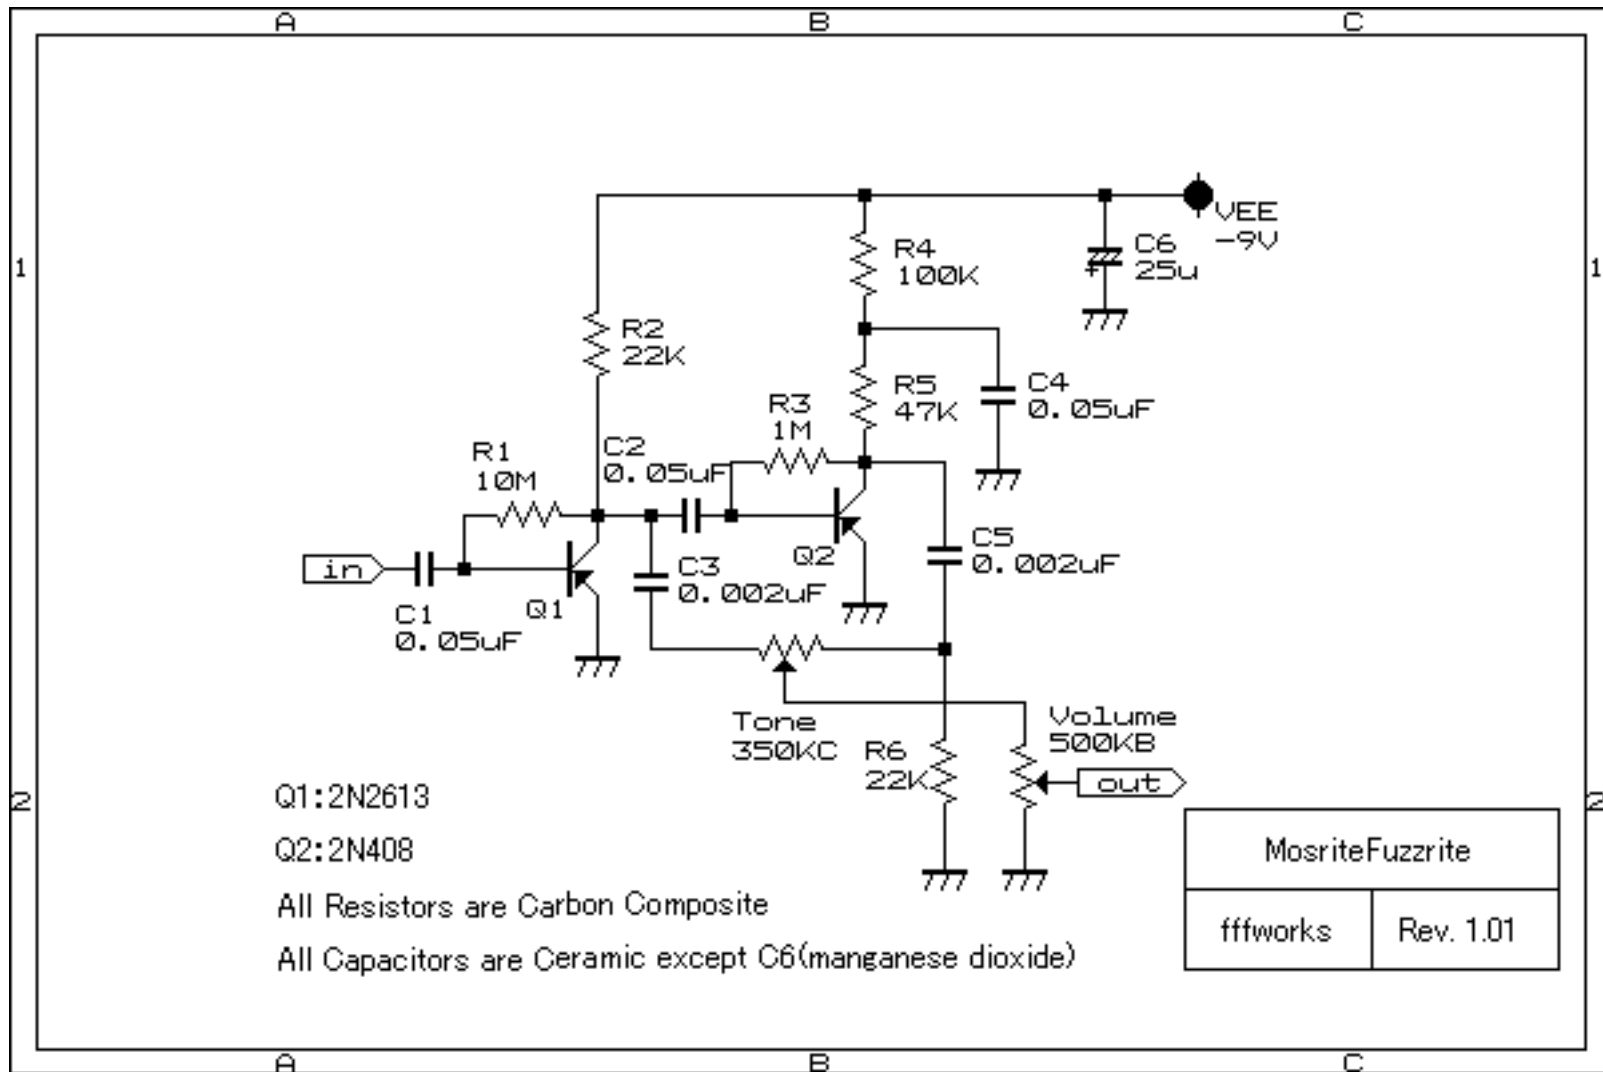 A B C
1 1
VEE
-9V
C6
25u
R4
100K
R2
22K
R5
47K
C4
0.05uF
R3
1M
R1
10M
C2
0.05uF
in
C1
0.05uF
Q1
C3
0.002uF
Q2
C5
0.002uF
Tone
350KC
R6
22K
Volume
500KB
out
2 2
Q1:2N2613
Q2:2N408
All Resistors are Carbon Composite
All Capacitors are Ceramic except C6(manganese dioxide)
MosriteFuzzrite
fffworks Rev. 1.01
A B C